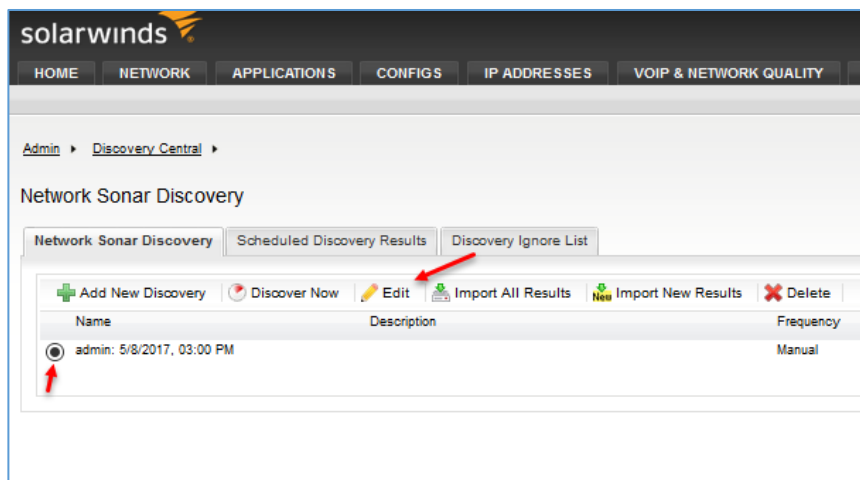 solarwinds
HOME NETWORK APPLICATIONS CONFIGS IP ADDRESSES VOIP & NETWORK QUALITY
Admin Discovery Central
Network Sonar Discovery
Network Sonar Discovery Scheduled Discovery Results Discovery Ignore List
Add New Discovery Discover Now Edit Import All Results New Import New Results Delete
Name Description Frequency
admin: 5/8/2017, 03:00 PM Manual